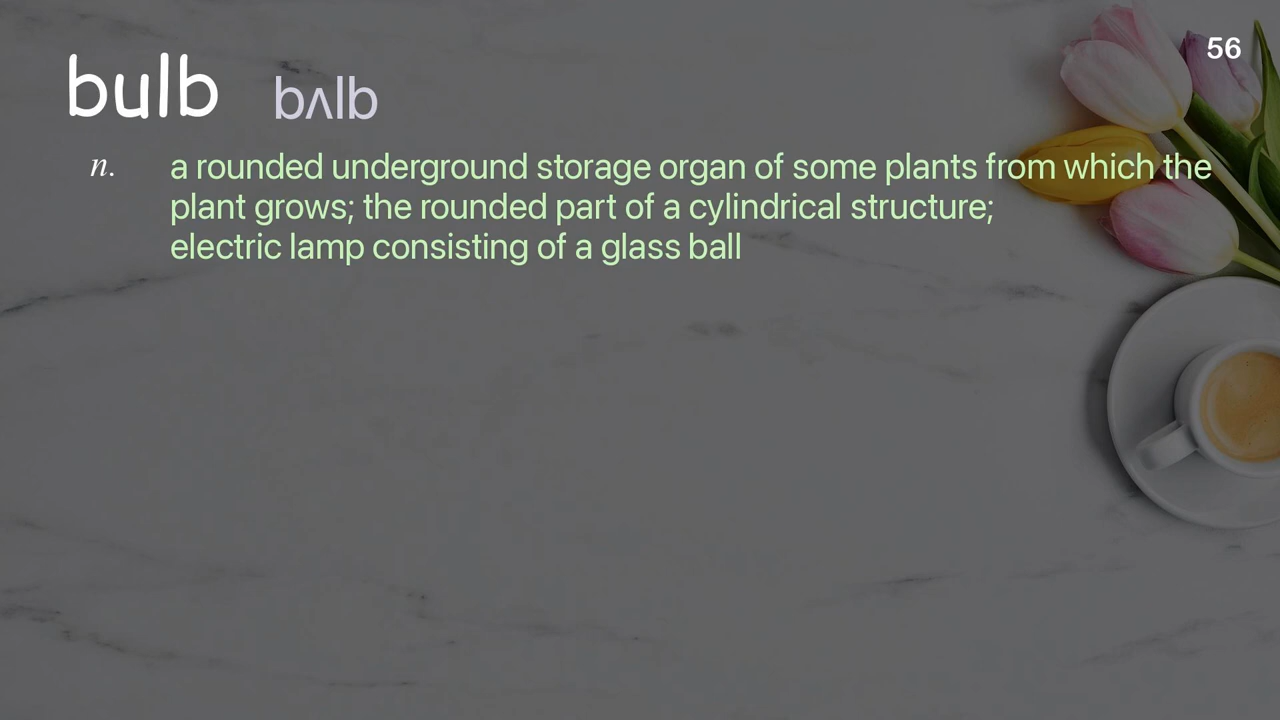 56
bulb bʌlb
n. a rounded underground storage organ of some plants from which the
plant grows; the rounded part of a cylindrical structure;
electric lamp consisting of a glass ball